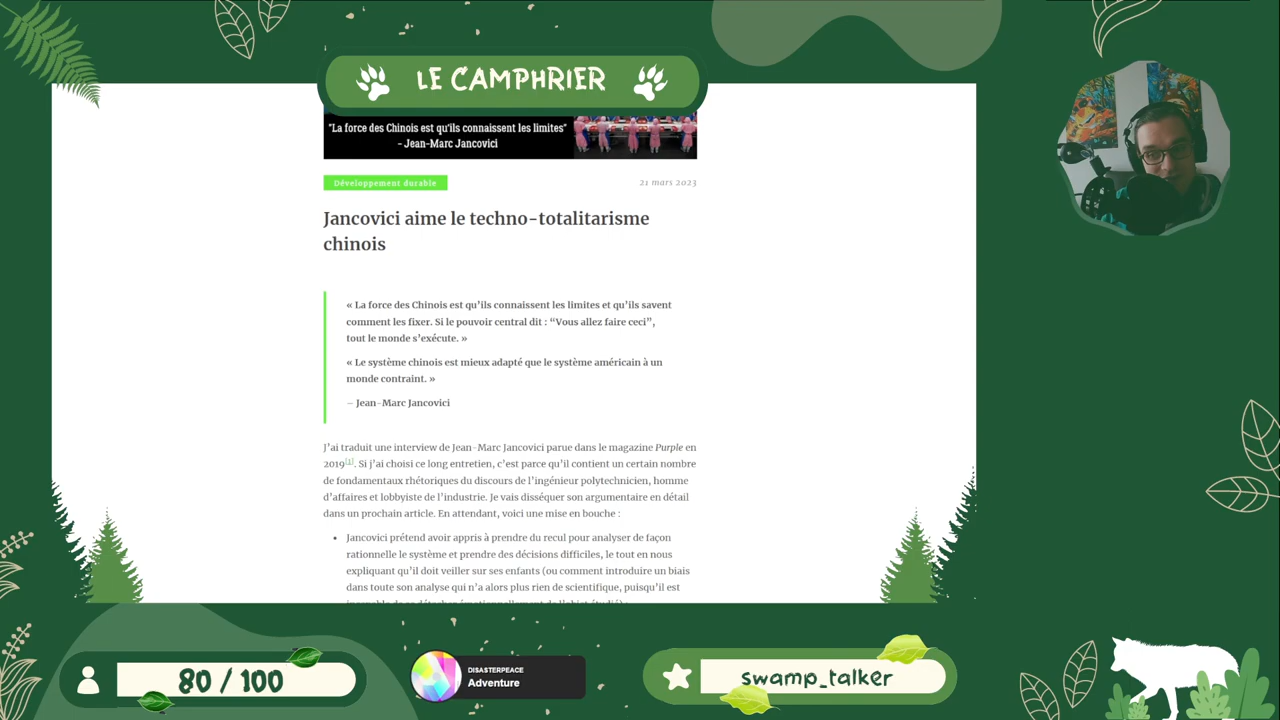 LE CAMPHRIER
"La force des Chinois est qu'ils connaissent les limites"
- Jean-Marc Jancovici
Développement durable
21 mars 2023
Jancovici aime le techno-totalitarisme
chinois
« La force des Chinois est qu’ils connaissent les limites et qu’ils savent
comment les fixer. Si le pouvoir central dit : “Vous allez faire ceci”,
tout le monde s’exécute. »
« Le système chinois est mieux adapté que le système américain à un
monde contraint. »
– Jean-Marc Jancovici
J’ai traduit une interview de Jean-Marc Jancovici parue dans le magazine Purple en
2019[1]. Si j’ai choisi ce long entretien, c’est parce qu’il contient un certain nombre
de fondamentaux rhétoriques du discours de l’ingénieur polytechnicien, homme
d’affaires et lobbyiste de l’industrie. Je vais disséquer son argumentaire en détail
dans un prochain article. En attendant, voici une mise en bouche :
• Jancovici prétend avoir appris à prendre du recul pour analyser de façon
rationnelle le système et prendre des décisions difficiles, le tout en nous
expliquant qu’il doit veiller sur ses enfants (ou comment introduire un biais
dans toute son analyse qui n’a alors plus rien de scientifique, puisqu’il est
80 / 100
DISASTERPEACE
Adventure
swamp_talker